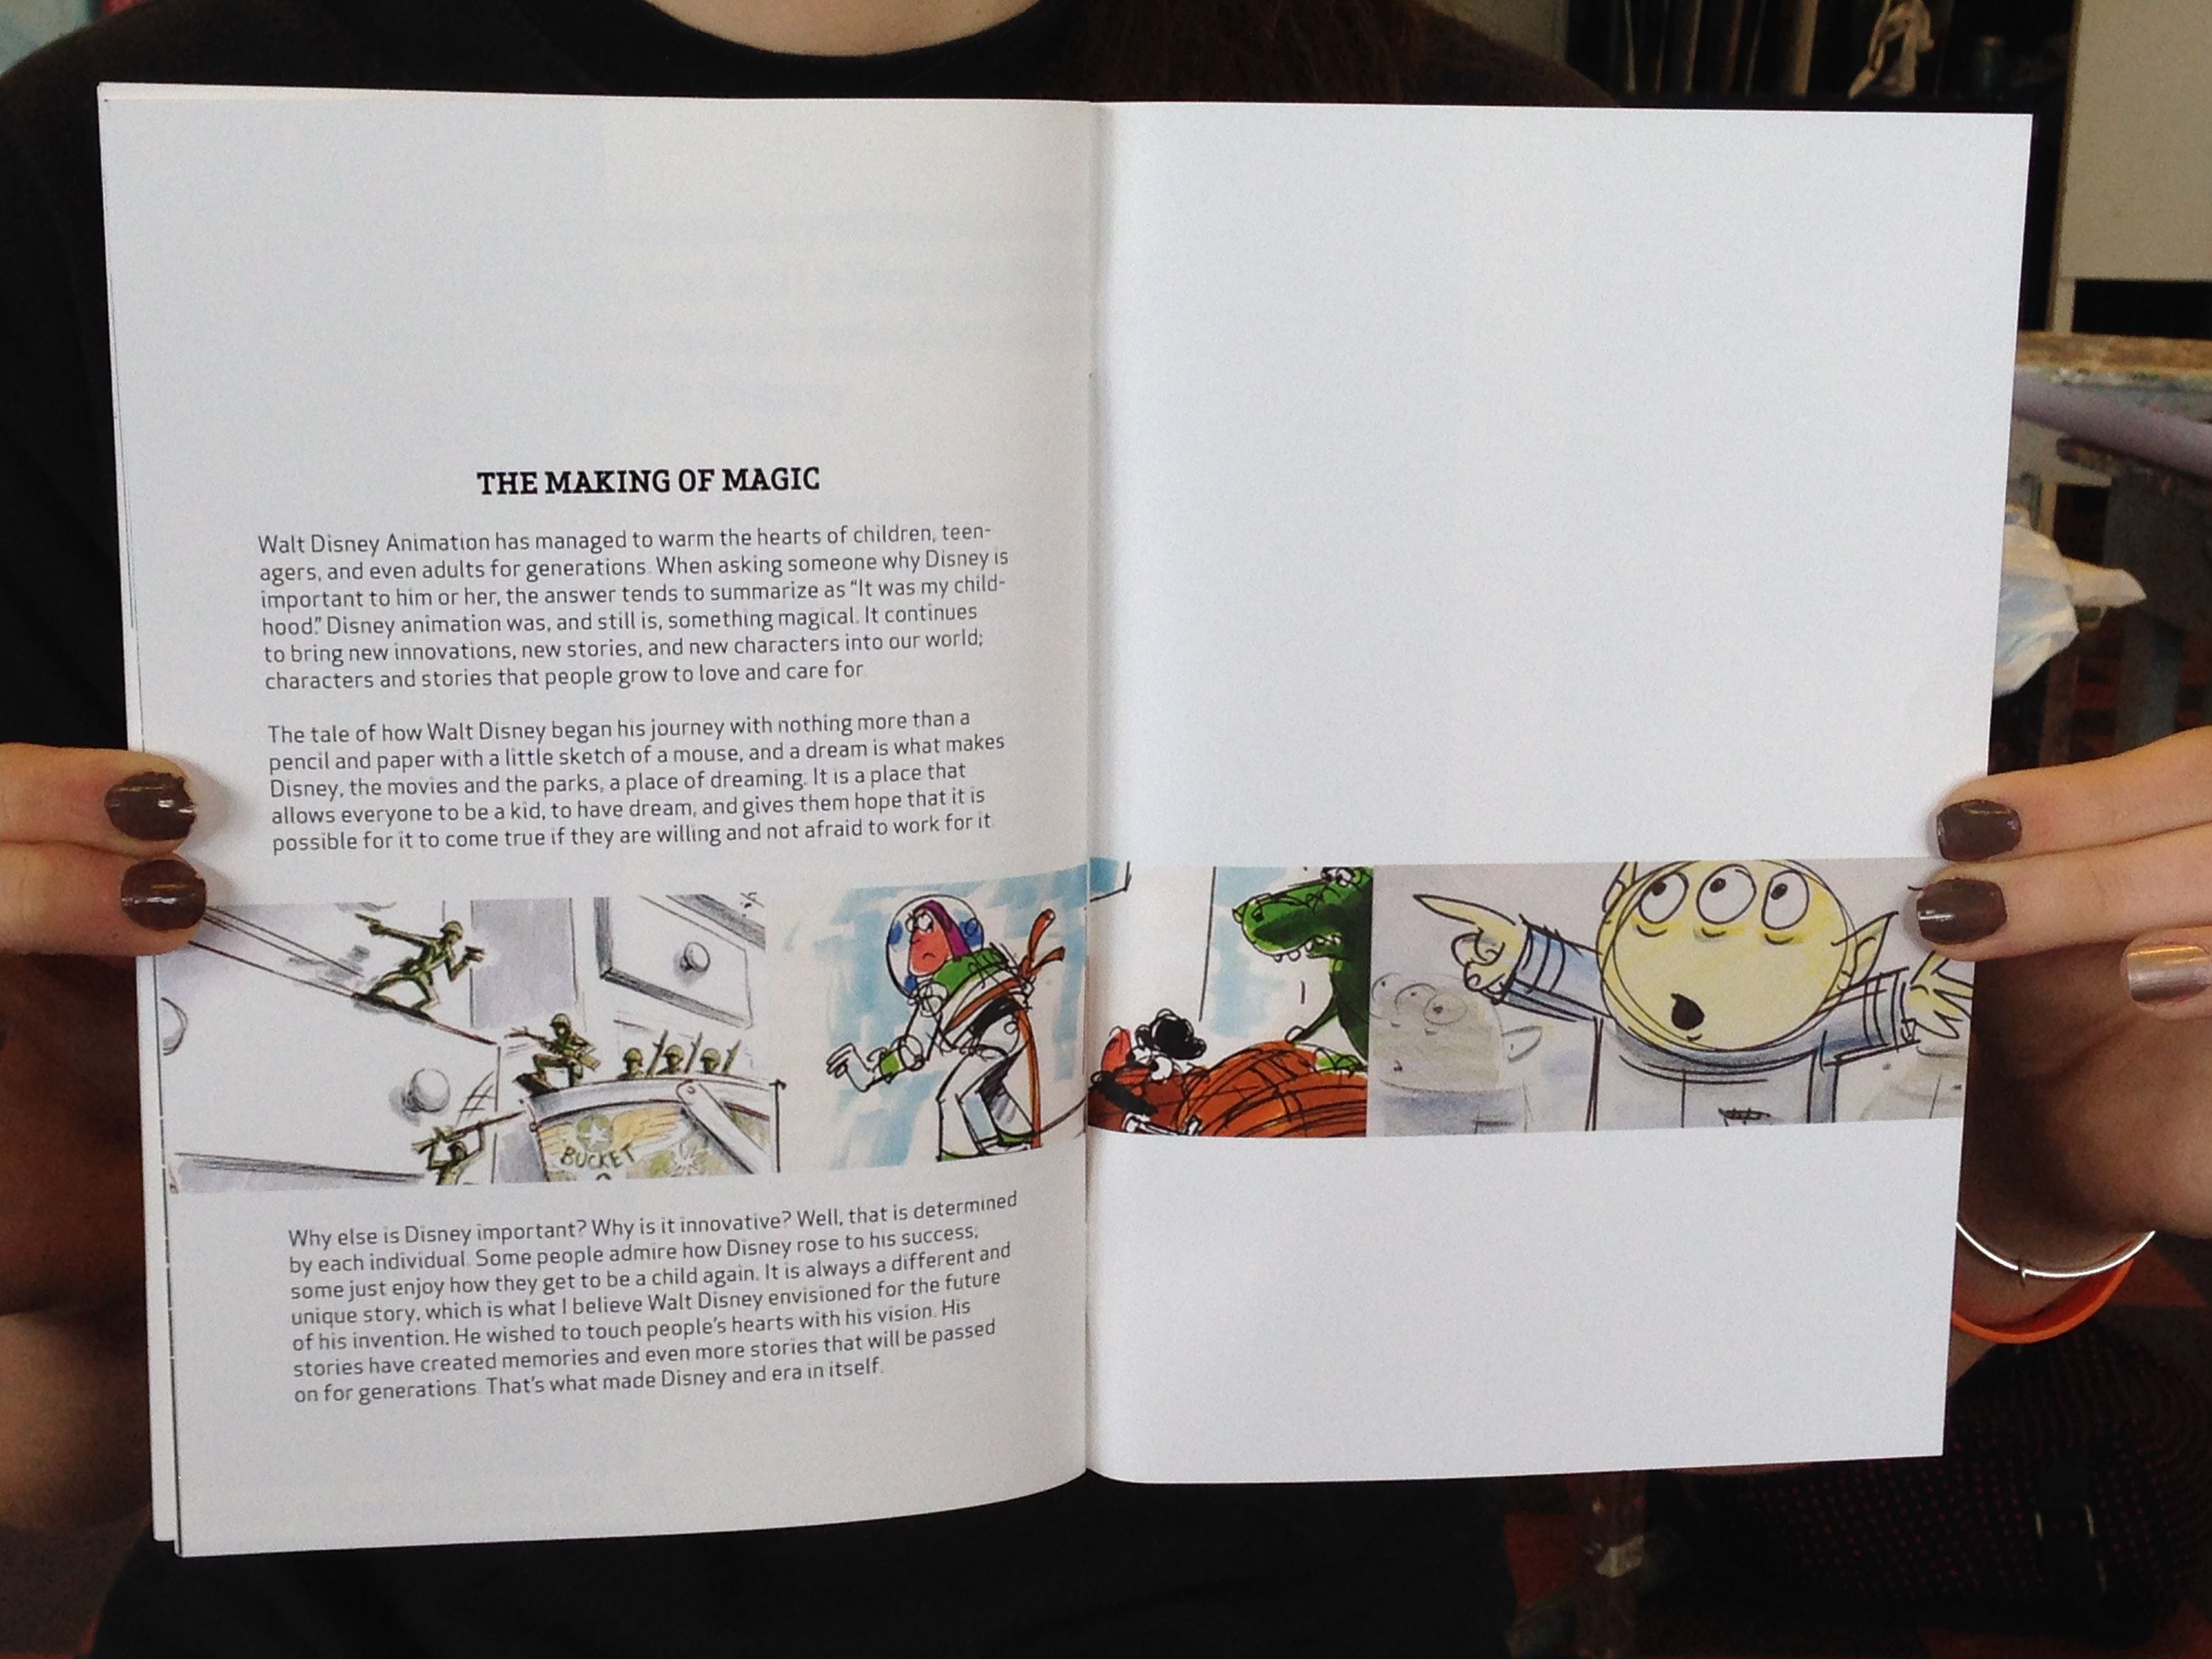 THE MAKING OF MAGIC
Walt Disney Animation has managed to warm the hearts of children, teen-
agers, and even adults for generations. When asking someone why Disney is
important to him or her, the answer tends to summarize as “It was my child-
hood.” Disney animation was, and still is, something magical. It continues
to bring new innovations, new stories, and new characters into our world;
characters and stories that people grow to love and care for.
The tale of how Walt Disney began his journey with nothing more than a
pencil and paper with a little sketch of a mouse, and a dream is what makes
Disney, the movies and the parks, a place of dreaming. It is a place that
allows everyone to be a kid, to have dream, and gives them hope that it is
possible for it to come true if they are willing and not afraid to work for it
BUCKET
Why else is Disney important? Why is it innovative? Well, that is determined
by each individual. Some people admire how Disney rose to his success;
some just enjoy how they get to be a child again. It is always a different and
unique story, which is what I believe Walt Disney envisioned for the future
of his invention. He wished to touch people’s hearts with his vision. His
stories have created memories and even more stories that will be passed
on for generations. That’s what made Disney and era in itself.